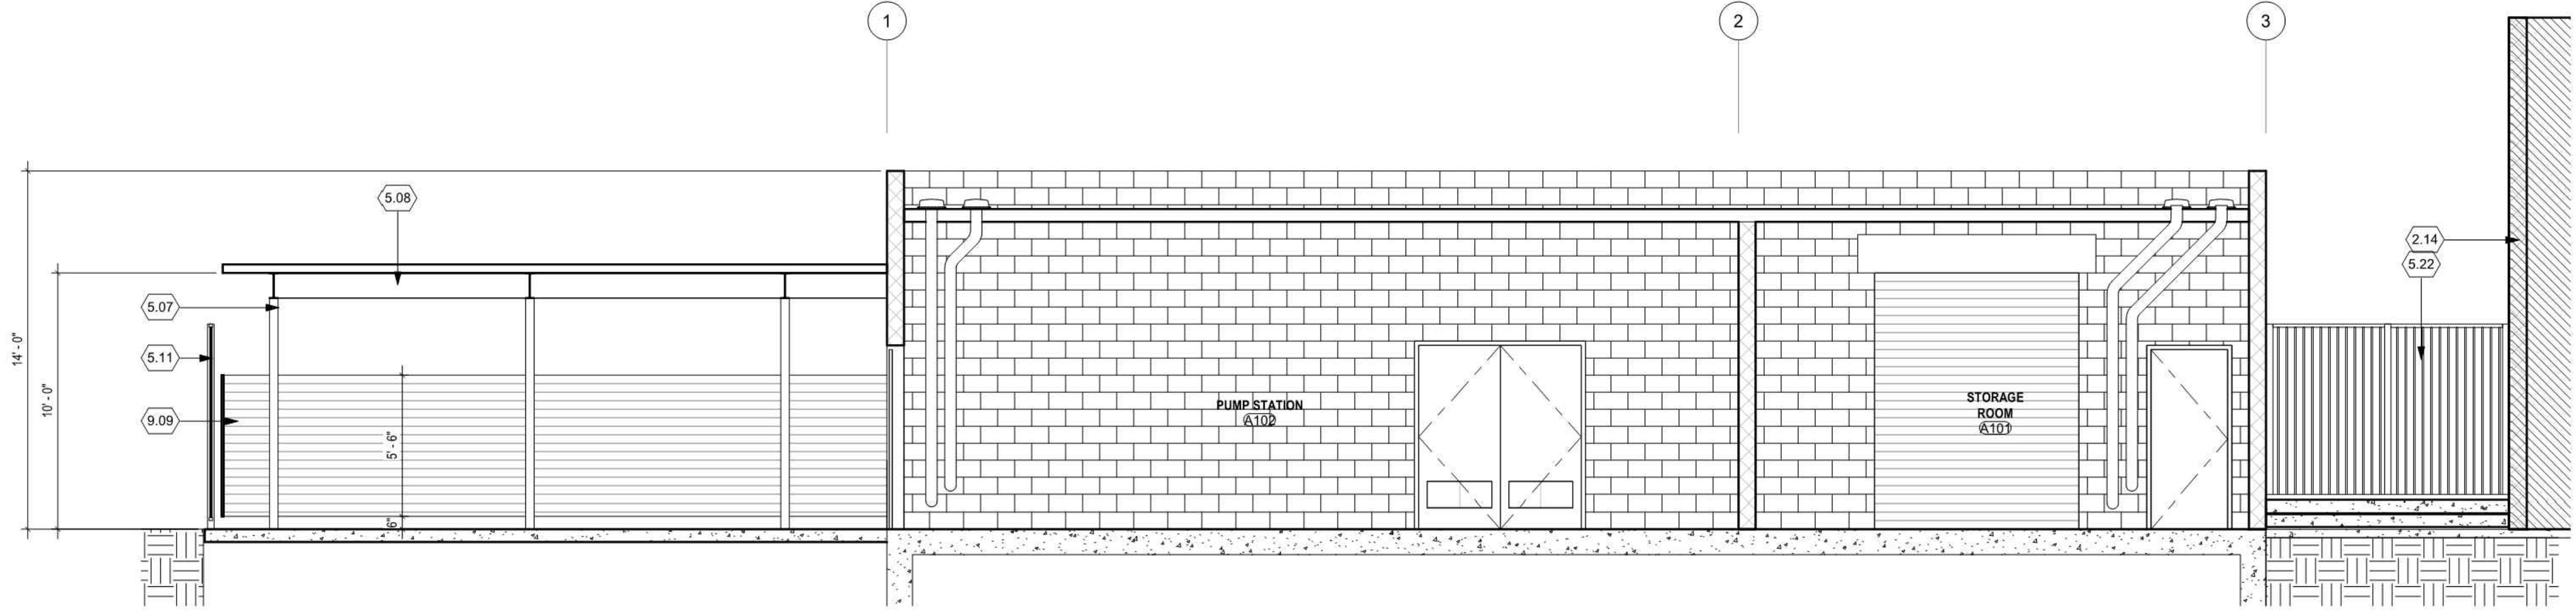 1
2
3
5.08
2.14
5.22
14' - 0"
10' - 0"
5.07
5.11
9.09
5' - 6"
6"
PUMP STATION
A102
STORAGE
ROOM
A101